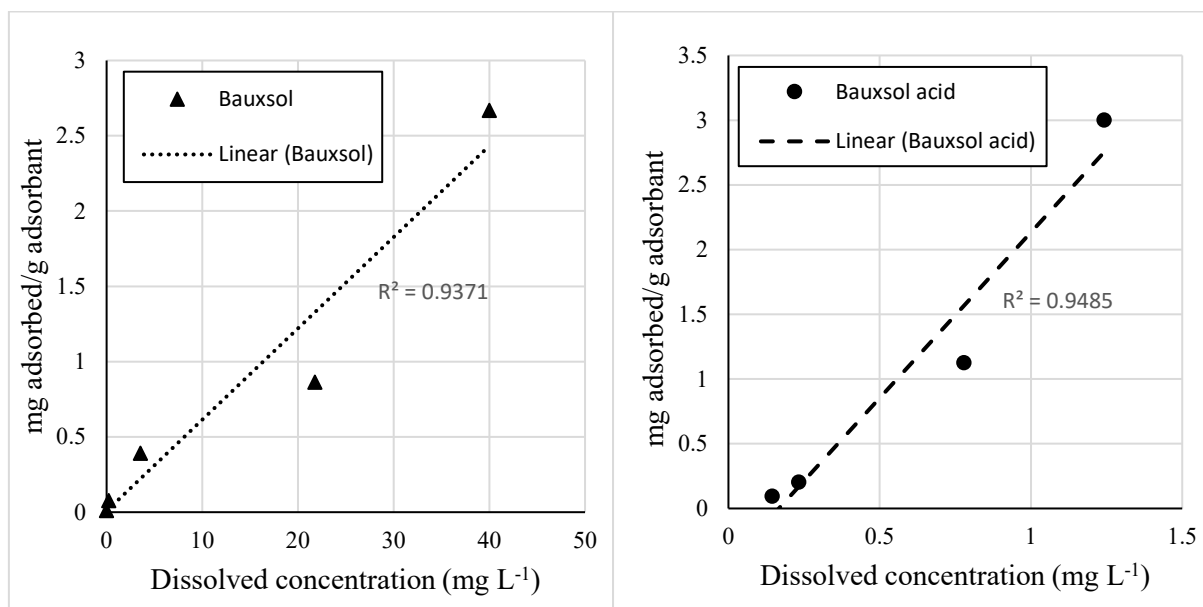 3
2.5
2
1.5
1
0.5
0
0
10
20
30
40
50
mg adsorbed/g adsorbant
Dissolved concentration (mg L⁻¹)
Bauxsol
Linear (Bauxsol)
R² = 0.9371
3.5
3
2.5
2
1.5
1
0.5
0
0
0.5
1
1.5
mg adsorbed/g adsorbant
Dissolved concentration (mg L⁻¹)
Bauxsol acid
Linear (Bauxsol acid)
R² = 0.9485